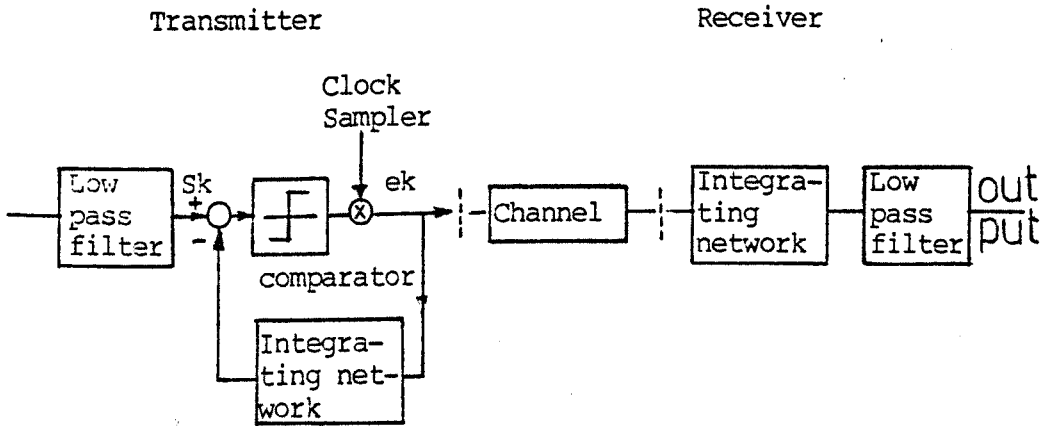 Transmitter
Receiver
Clock
Sampler
Low
pass
filter
Sk
+
-
ek
x
comparator
Integra-
ting net-
work
Channel
Integra-
ting
network
Low
pass
filter
out
put